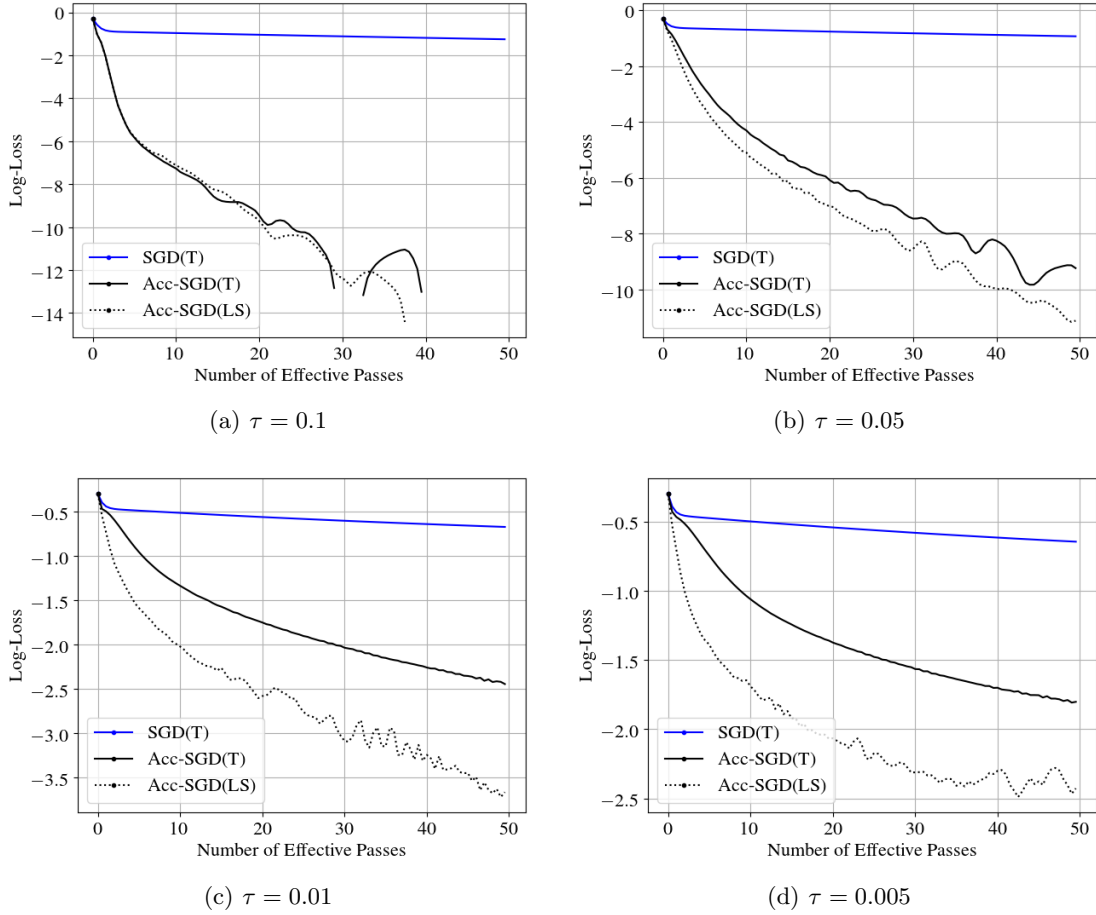 0
−2
−4
−6
−8
−10
−12
−14
Log-Loss
SGD(T)
Acc-SGD(T)
Acc-SGD(LS)
0 10 20 30 40 50
Number of Effective Passes
(a) τ = 0.1
0
−2
−4
−6
−8
−10
Log-Loss
SGD(T)
Acc-SGD(T)
Acc-SGD(LS)
0 10 20 30 40 50
Number of Effective Passes
(b) τ = 0.05
−0.5
−1.0
−1.5
−2.0
−2.5
−3.0
−3.5
Log-Loss
SGD(T)
Acc-SGD(T)
Acc-SGD(LS)
0 10 20 30 40 50
Number of Effective Passes
(c) τ = 0.01
−0.5
−1.0
−1.5
−2.0
−2.5
Log-Loss
SGD(T)
Acc-SGD(T)
Acc-SGD(LS)
0 10 20 30 40 50
Number of Effective Passes
(d) τ = 0.005